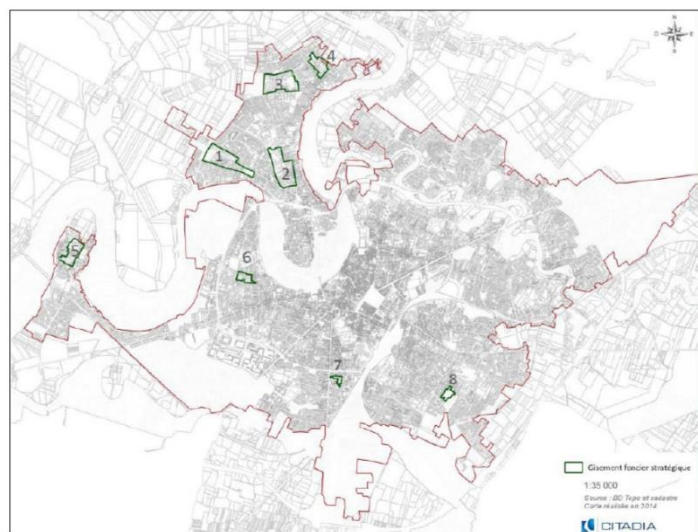 N
O
E
S
4
3
1
2
5
6
7
8
Gisement foncier stratégique
1:35 000
Source : BD Topo et cadastre
Carte réalisée en 2014
CITADIA